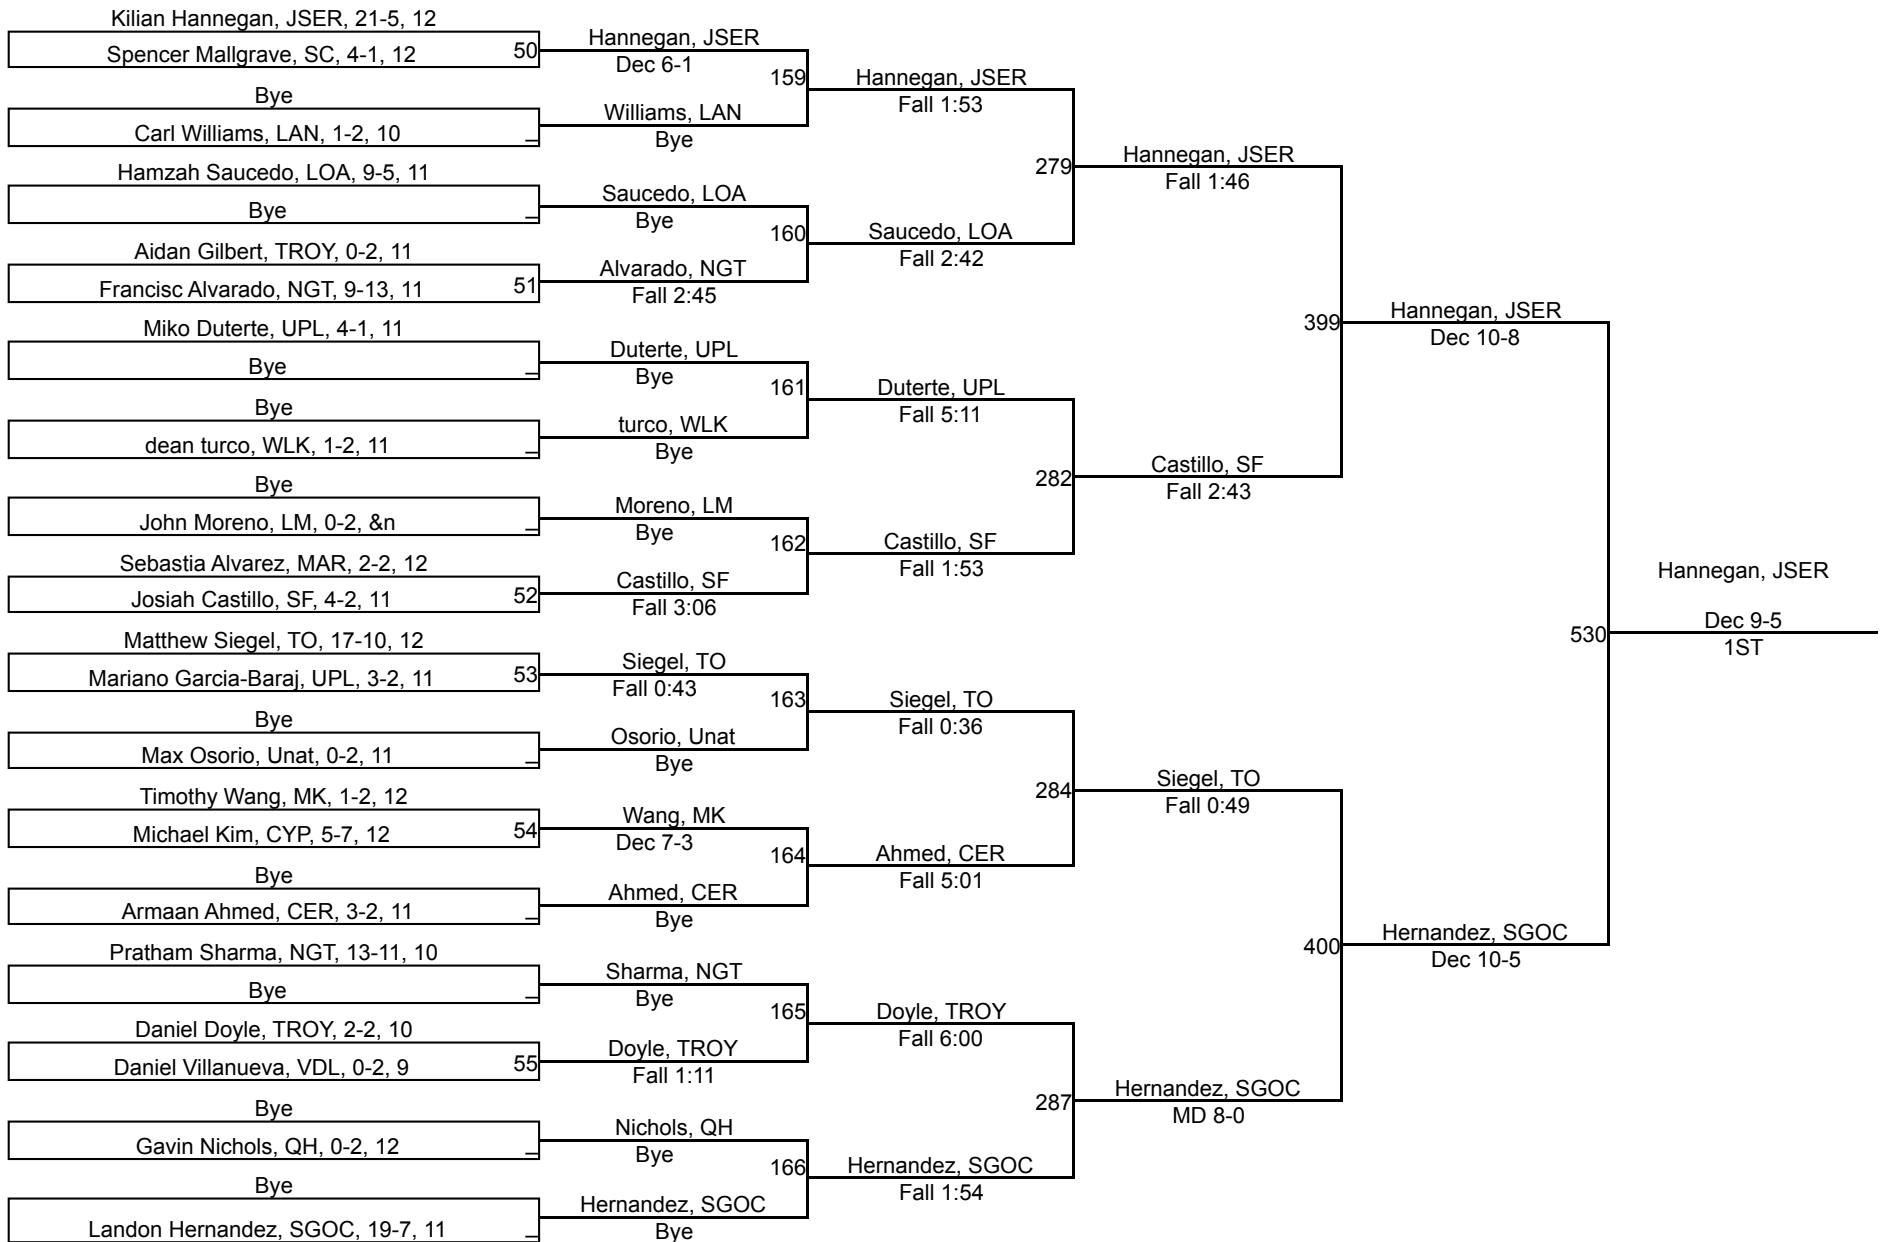 Kilian Hannegan, JSER, 21-5, 12
Spencer Mallgrave, SC, 4-1, 12
50
Bye
Carl Williams, LAN, 1-2, 10
_
Hamzah Saucedo, LOA, 9-5, 11
Bye
_
Aidan Gilbert, TROY, 0-2, 11
Francisc Alvarado, NGT, 9-13, 11
51
Miko Duterte, UPL, 4-1, 11
Bye
_
Bye
dean turco, WLK, 1-2, 11
_
Bye
John Moreno, LM, 0-2, &n
_
Sebastia Alvarez, MAR, 2-2, 12
Josiah Castillo, SF, 4-2, 11
52
Matthew Siegel, TO, 17-10, 12
Mariano Garcia-Baraj, UPL, 3-2, 11
53
Bye
Max Osorio, Unat, 0-2, 11
_
Timothy Wang, MK, 1-2, 12
Michael Kim, CYP, 5-7, 12
54
Bye
Armaan Ahmed, CER, 3-2, 11
_
Pratham Sharma, NGT, 13-11, 10
Bye
_
Daniel Doyle, TROY, 2-2, 10
Daniel Villanueva, VDL, 0-2, 9
55
Bye
Gavin Nichols, QH, 0-2, 12
_
Bye
Landon Hernandez, SGOC, 19-7, 11
_
Hannegan, JSER
Dec 6-1
159
Williams, LAN
Bye
Saucedo, LOA
Bye
160
Alvarado, NGT
Fall 2:45
Duterte, UPL
Bye
161
turco, WLK
Bye
Moreno, LM
Bye
162
Castillo, SF
Fall 3:06
Siegel, TO
Fall 0:43
163
Osorio, Unat
Bye
Wang, MK
Dec 7-3
164
Ahmed, CER
Bye
Sharma, NGT
Bye
165
Doyle, TROY
Fall 1:11
Nichols, QH
Bye
166
Hernandez, SGOC
Bye
Hannegan, JSER
Fall 1:53
279
Saucedo, LOA
Fall 2:42
Duterte, UPL
Fall 5:11
282
Castillo, SF
Fall 1:53
Siegel, TO
Fall 0:36
284
Ahmed, CER
Fall 5:01
Doyle, TROY
Fall 6:00
287
Hernandez, SGOC
Fall 1:54
Hannegan, JSER
Fall 1:46
399
Castillo, SF
Fall 2:43
Siegel, TO
Fall 0:49
400
Hernandez, SGOC
MD 8-0
Hannegan, JSER
Dec 10-8
530
Hernandez, SGOC
Dec 10-5
Hannegan, JSER
Dec 9-5
1ST